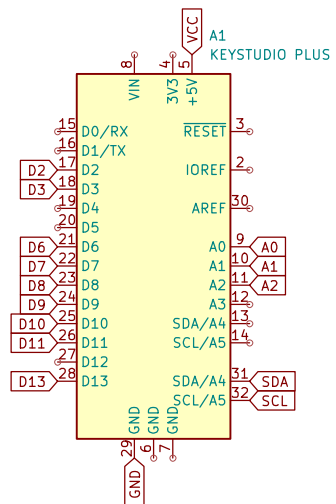 VCC
A1
KEYSTUDIO PLUS
8 4 5
VIN 3V3 +5V
15 D0/RX RESET 3
16 D1/TX
D2 17 D2 IOREF 2
D3 18 D3
19 D4 AREF 30
20 D5
D6 21 D6 A0 9 A0
D7 22 D7 A1 10 A1
D8 23 D8 A2 11 A2
D9 24 D9 A3 12
D10 25 D10 SDA/A4 13
D11 26 D11 SCL/A5 14
27 D12
D13 28 D13 SDA/A4 31 SDA
SCL/A5 32 SCL
GND GND GND
29 6 7
GND